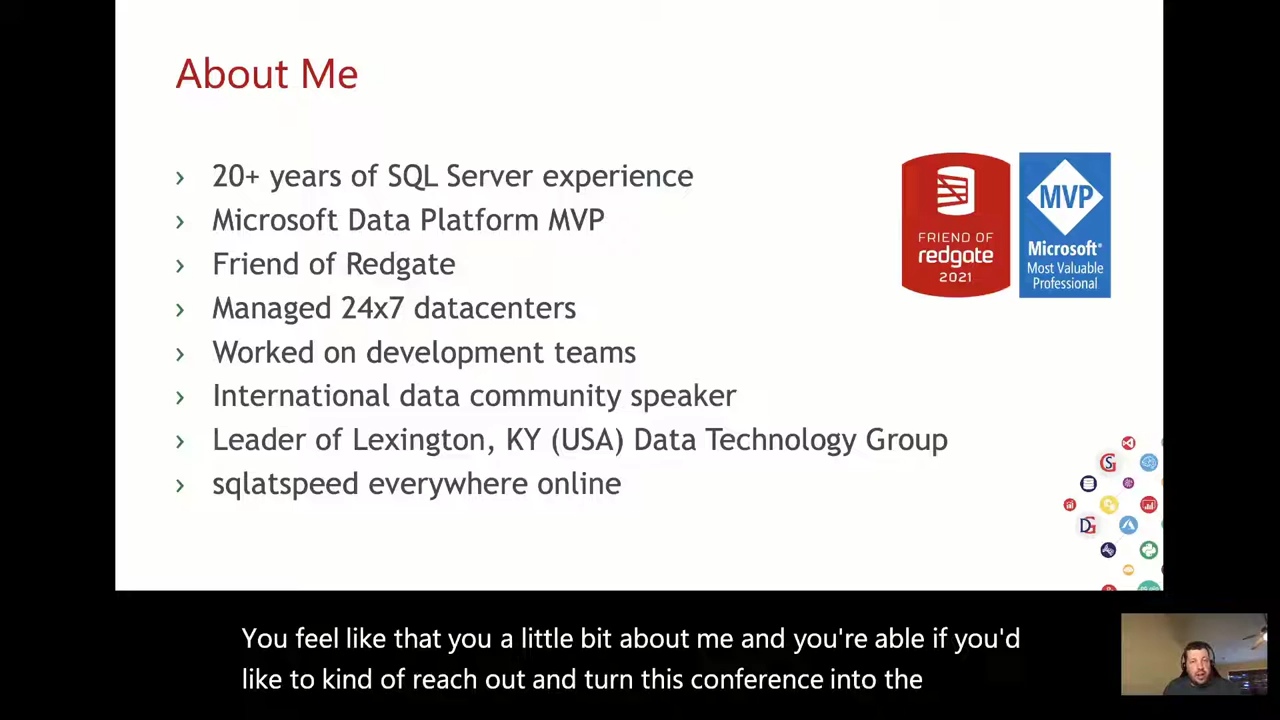 About Me
› 20+ years of SQL Server experience
› Microsoft Data Platform MVP
› Friend of Redgate
› Managed 24x7 datacenters
› Worked on development teams
› International data community speaker
› Leader of Lexington, KY (USA) Data Technology Group
› sqlatspeed everywhere online
FRIEND OF
redgate
2021
MVP
Microsoft®
Most Valuable
Professional
You feel like that you a little bit about me and you're able if you'd
like to kind of reach out and turn this conference into the